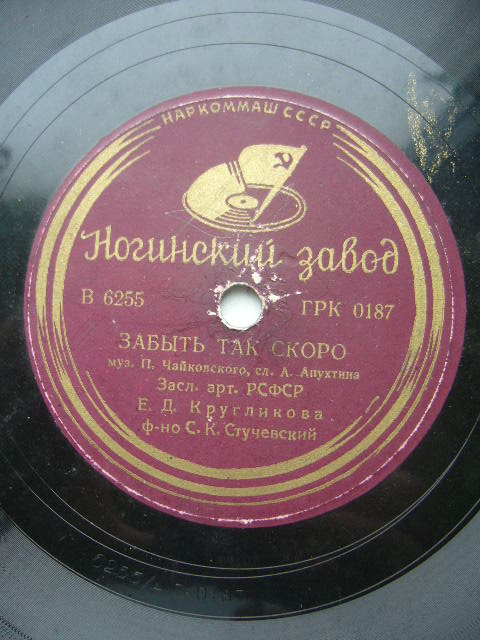 НАРКОММАШ СССР
Ногинский завод
В 6255
ГРК 0187
ЗАБЫТЬ ТАК СКОРО
муз. П. Чайковского, сл. А. Апухтина
Засл. арт. РСФСР
Е. Д. Кругликова
ф-но С. К. Стучевский